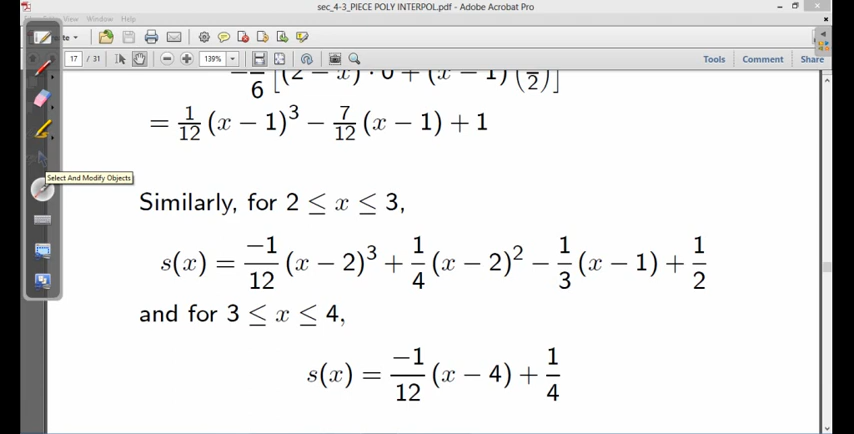 sec_4-3_PIECE POLY INTERPOL.pdf - Adobe Acrobat Pro
Window Help
17 / 31 139% Tools Comment Share
6
= 1/12 (x − 1)^3 − 7/12 (x − 1) + 1
Select And Modify Objects
Similarly, for 2 ≤ x ≤ 3,
s(x) = −1/12 (x − 2)^3 + 1/4 (x − 2)^2 − 1/3 (x − 1) + 1/2
and for 3 ≤ x ≤ 4,
s(x) = −1/12 (x − 4) + 1/4